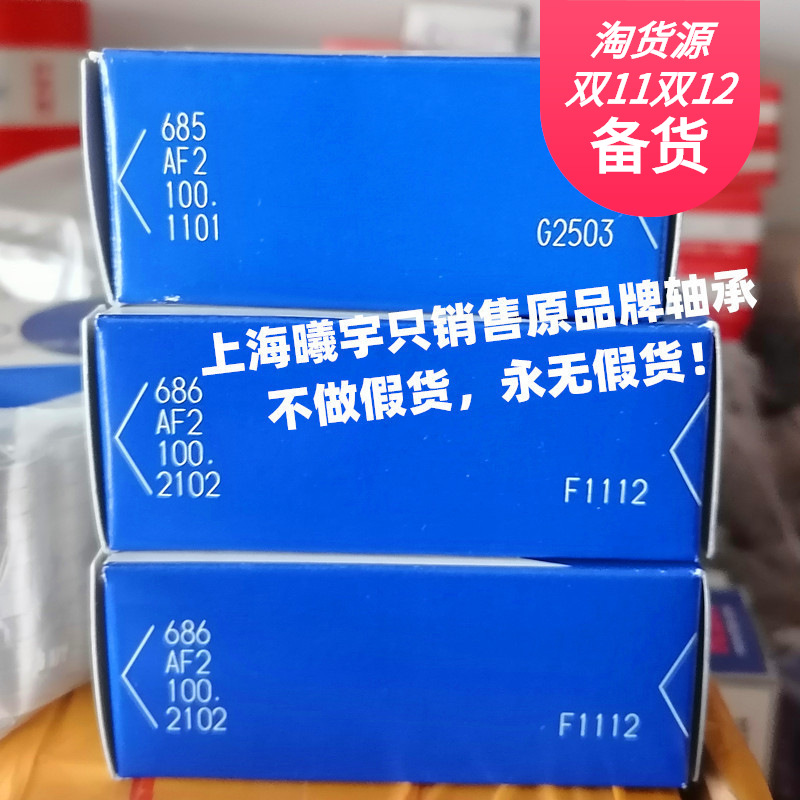 淘货源
双11双12
备货
685
AF2
100.
1101
G2503
上海曦宇只销售原品牌轴承
不做假货，永无假货！
686
AF2
100.
2102
F1112
686
AF2
100.
2102
F1112